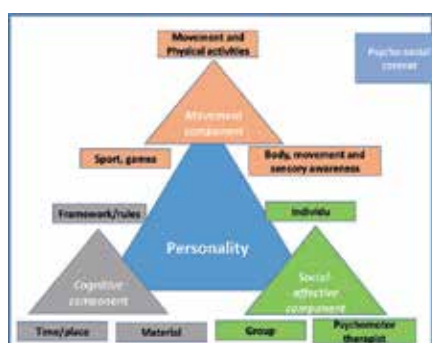 Movement and
Physical activities
Psycho-social
context
Movement
component
Sport, games
Body, movement and
sensory awareness
Framework/rules
Individu
Personality
Cognitive
component
Social
affective
component
Time/place
Material
Group
Psychomotor
therapist